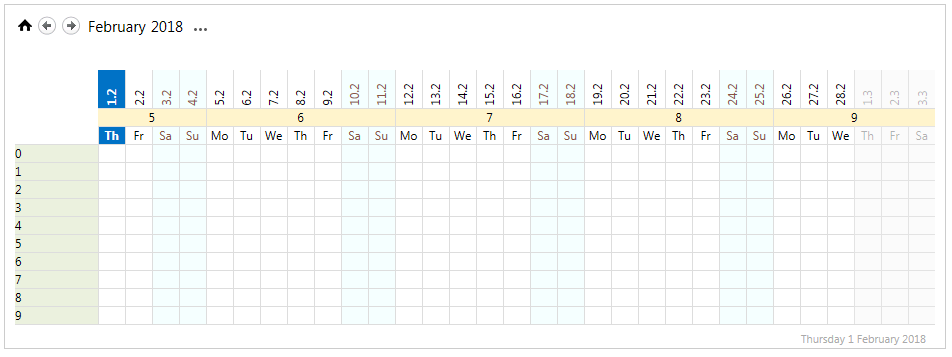 February 2018 ...
1.2 2.2 3.2 4.2 5.2 6.2 7.2 8.2 9.2 10.2 11.2 12.2 13.2 14.2 15.2 16.2 17.2 18.2 19.2 20.2 21.2 22.2 23.2 24.2 25.2 26.2 27.2 28.2 1.3 2.3 3.3
5 6 7 8 9
Th Fr Sa Su Mo Tu We Th Fr Sa Su Mo Tu We Th Fr Sa Su Mo Tu We Th Fr Sa Su Mo Tu We Th Fr Sa
0
1
2
3
4
5
6
7
8
9
Thursday 1 February 2018